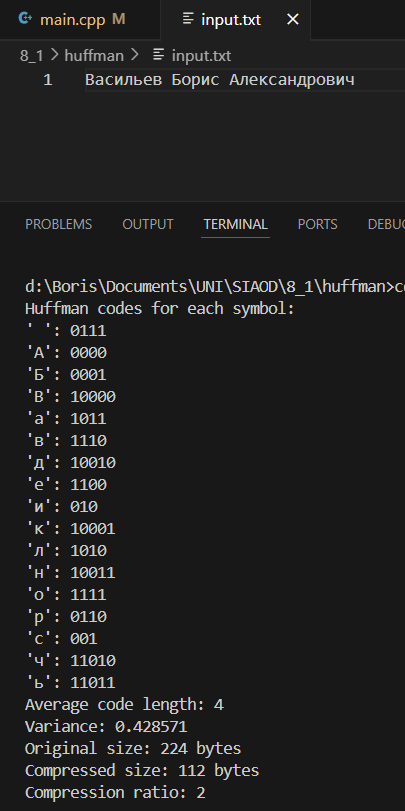 main.cpp M input.txt
8_1 > huffman > input.txt
1 Васильев Борис Александрович
PROBLEMS OUTPUT TERMINAL PORTS DEBU
d:\Boris\Documents\UNI\SIAOD\8_1\huffman>c
Huffman codes for each symbol:
' ': 0111
'А': 0000
'Б': 0001
'В': 10000
'а': 1011
'в': 1110
'д': 10010
'е': 1100
'и': 010
'к': 10001
'л': 1010
'н': 10011
'о': 1111
'р': 0110
'с': 001
'ч': 11010
'ь': 11011
Average code length: 4
Variance: 0.428571
Original size: 224 bytes
Compressed size: 112 bytes
Compression ratio: 2